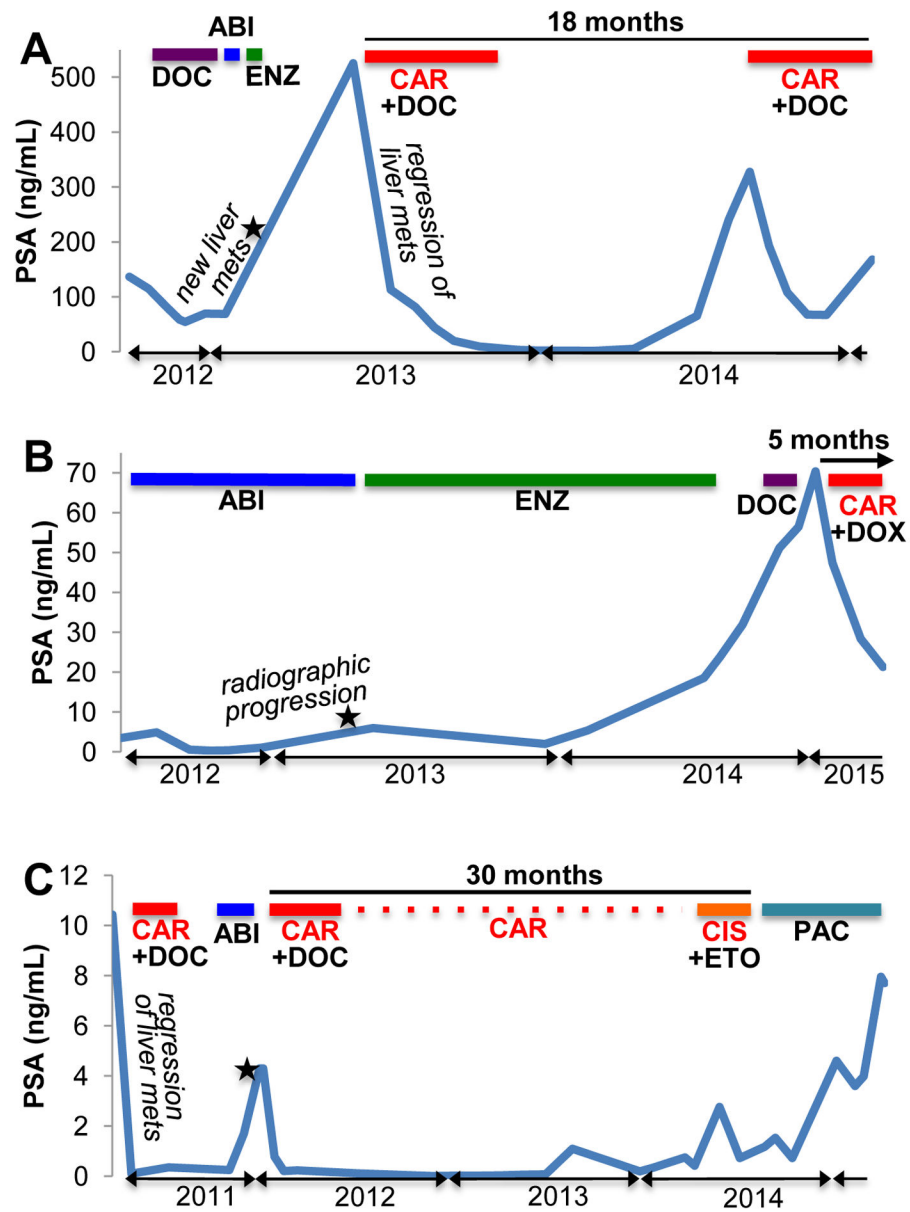 A
ABI
18 months
DOC
ENZ
CAR
+DOC
CAR
+DOC
PSA (ng/mL)
500
400
300
200
100
0
new liver
mets
regression of
liver mets
2012
2013
2014
B
5 months
ABI
ENZ
DOC
CAR
+DOX
PSA (ng/mL)
70
60
50
40
30
20
10
0
radiographic
progression
2012
2013
2014
2015
C
30 months
CAR
+DOC
ABI
CAR
+DOC
CAR
CIS
+ETO
PAC
PSA (ng/mL)
12
10
8
6
4
2
0
regression
of liver mets
2011
2012
2013
2014